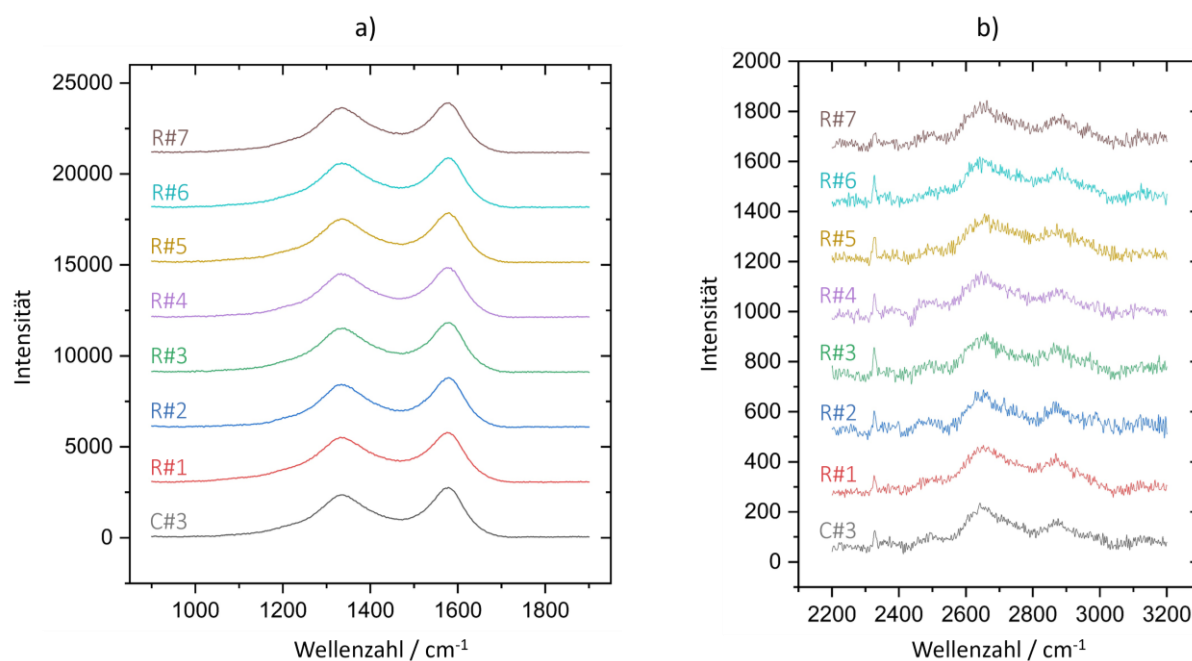 a)
25000
20000
15000
10000
5000
0
Intensität
R#7
R#6
R#5
R#4
R#3
R#2
R#1
C#3
1000 1200 1400 1600 1800
Wellenzahl / cm⁻¹
b)
2000
1800
1600
1400
1200
1000
800
600
400
200
0
Intensität
R#7
R#6
R#5
R#4
R#3
R#2
R#1
C#3
2200 2400 2600 2800 3000 3200
Wellenzahl / cm⁻¹